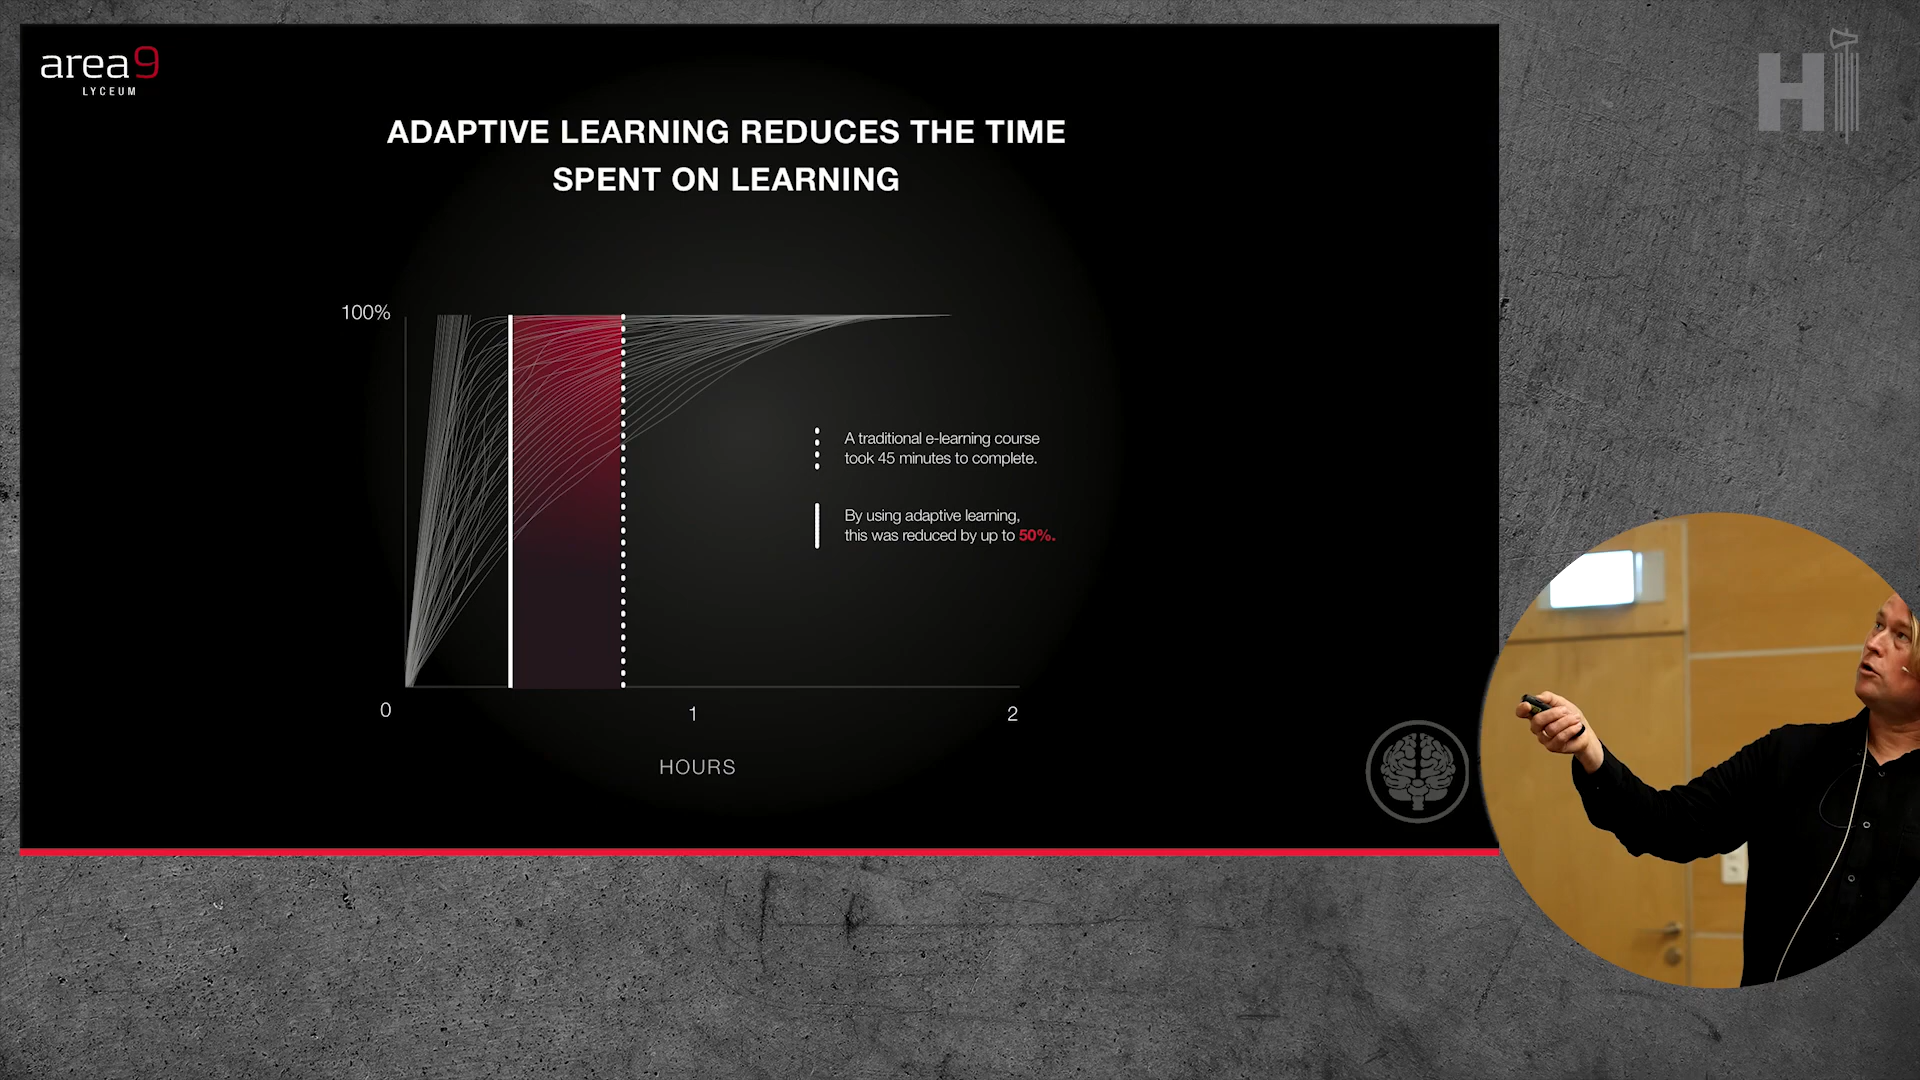 area9
LYCEUM
H
ADAPTIVE LEARNING REDUCES THE TIME
SPENT ON LEARNING
100%
A traditional e-learning course
took 45 minutes to complete.
By using adaptive learning,
this was reduced by up to 50%.
0
1
2
HOURS